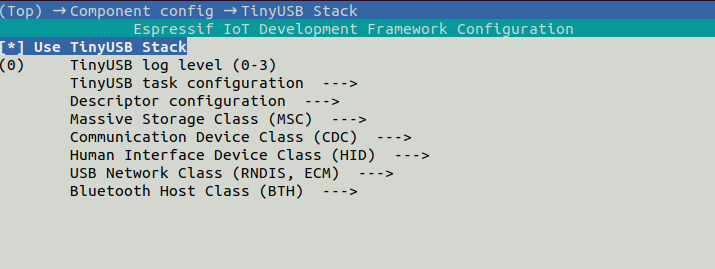 (Top) → Component config → TinyUSB Stack
Espressif IoT Development Framework Configuration
[*] Use TinyUSB Stack
(0) TinyUSB log level (0-3)
TinyUSB task configuration --->
Descriptor configuration --->
Massive Storage Class (MSC) --->
Communication Device Class (CDC) --->
Human Interface Device Class (HID) --->
USB Network Class (RNDIS, ECM) --->
Bluetooth Host Class (BTH) --->